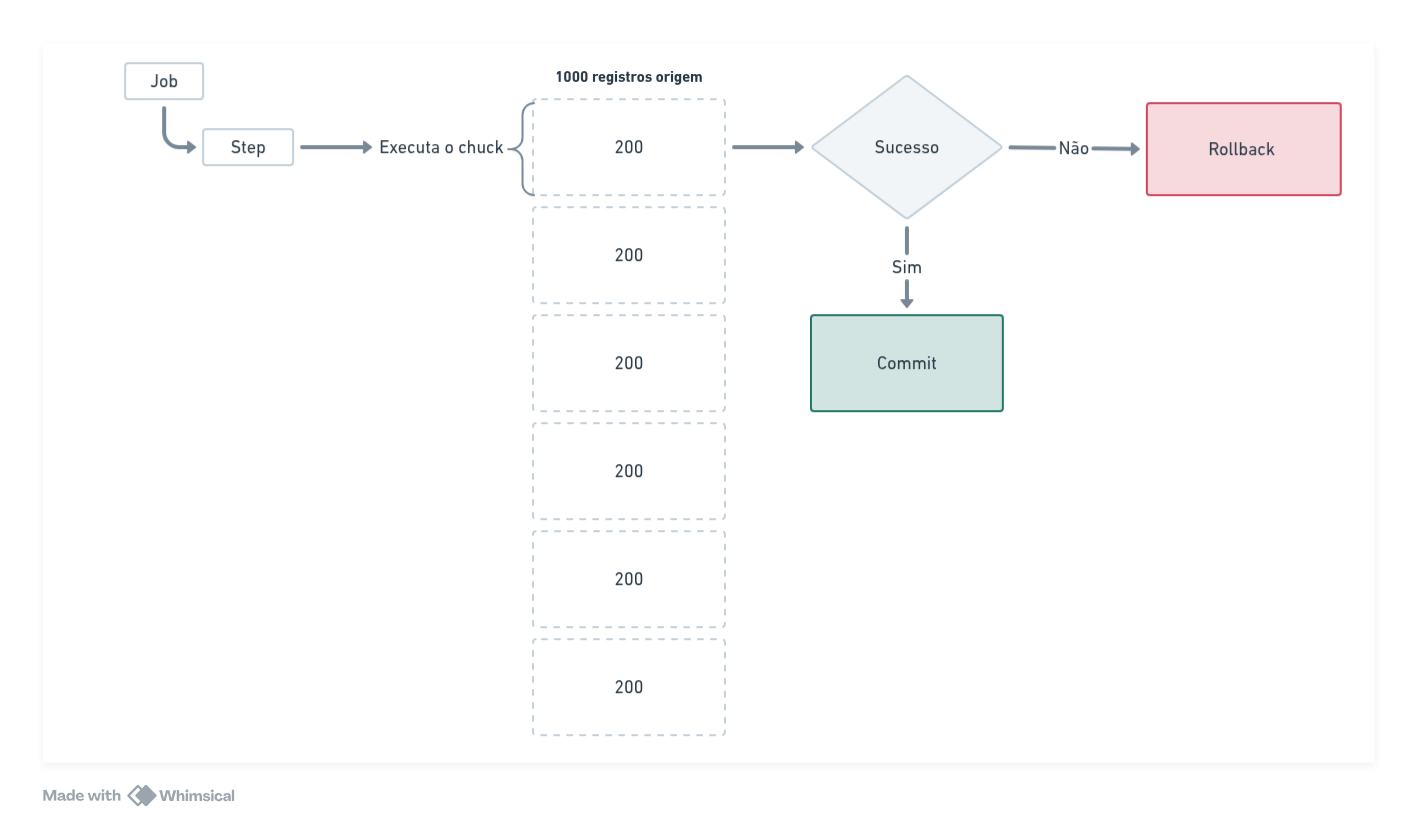 Job
1000 registros origem
Step
Executa o chuck
200
Sucesso
Não
Rollback
200
Sim
200
Commit
200
200
200
Made with Whimsical